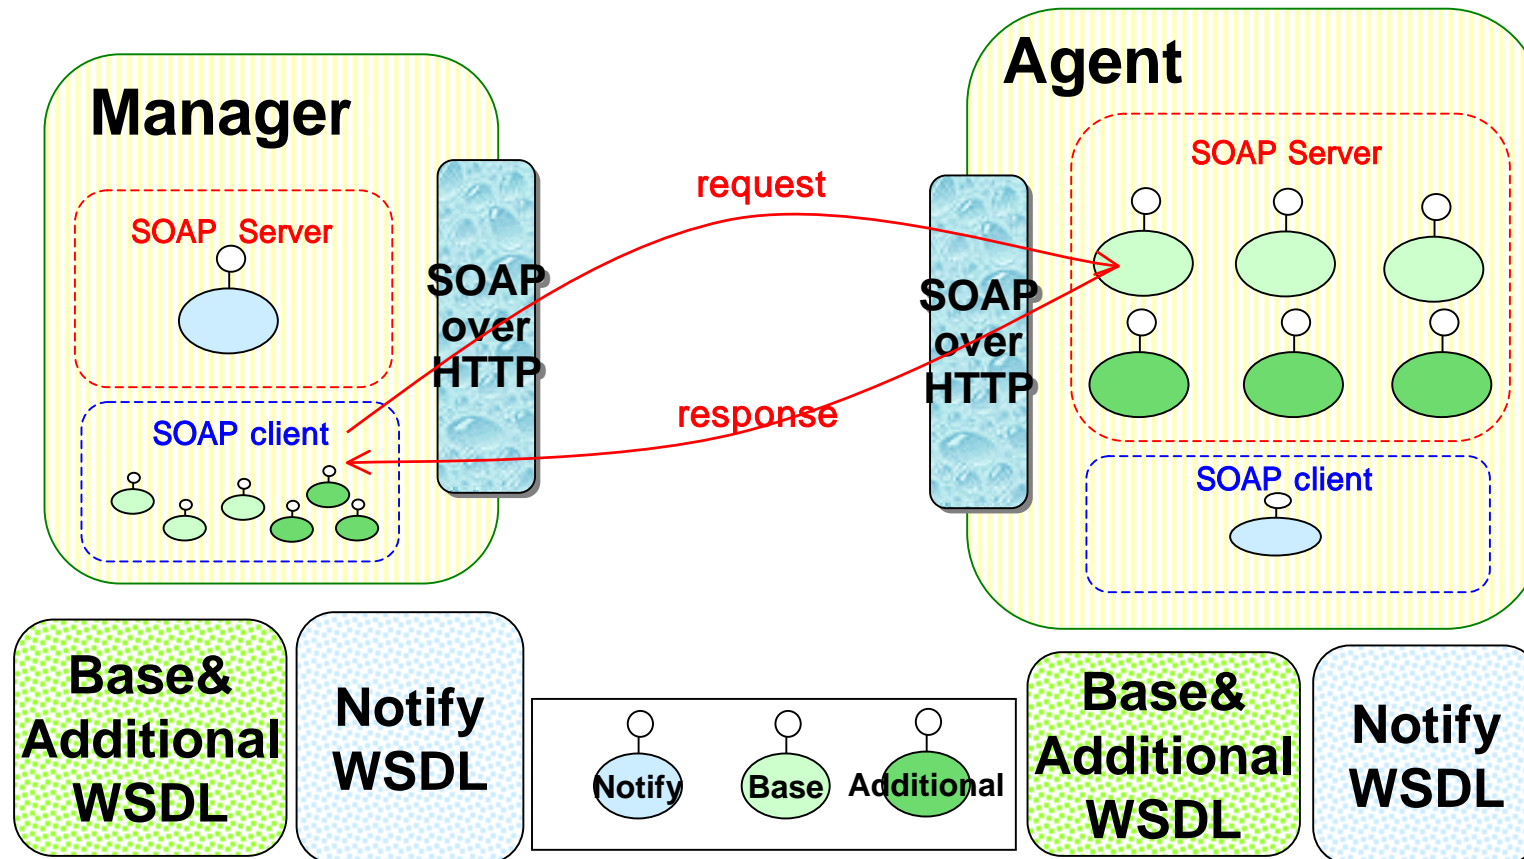 Manager
SOAP Server
SOAP client
SOAP
over
HTTP
request
response
Agent
SOAP
over
HTTP
SOAP Server
SOAP client
Base&
Additional
WSDL
Notify
WSDL
Notify
Base
Additional
Base&
Additional
WSDL
Notify
WSDL